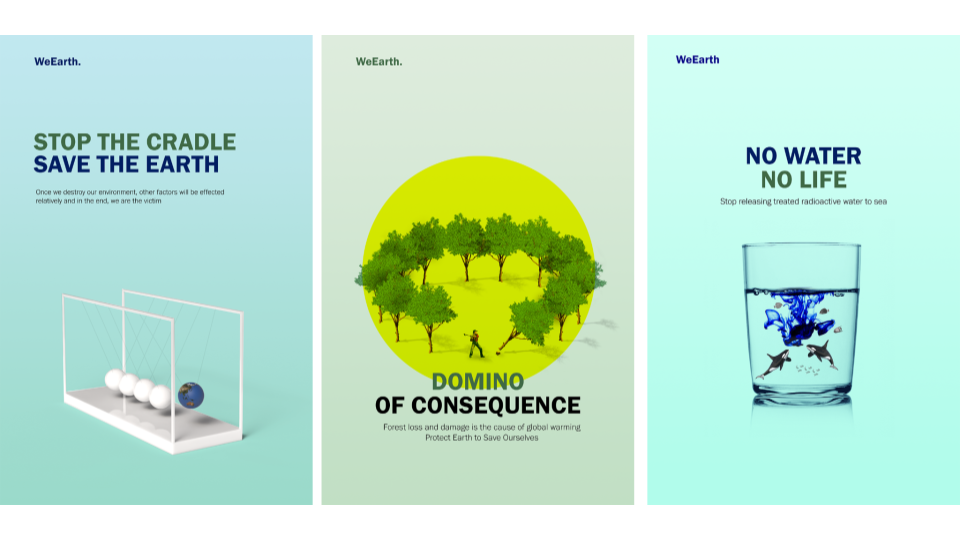 WeEarth.
STOP THE CRADLE
SAVE THE EARTH
Once we destroy our environment, other factors will be effected
relatively and in the end, we are the victim
WeEarth.
DOMINO
OF CONSEQUENCE
Forest loss and damage is the cause of global warming
Protect Earth to Save Ourselves
WeEarth
NO WATER
NO LIFE
Stop releasing treated radioactive water to sea